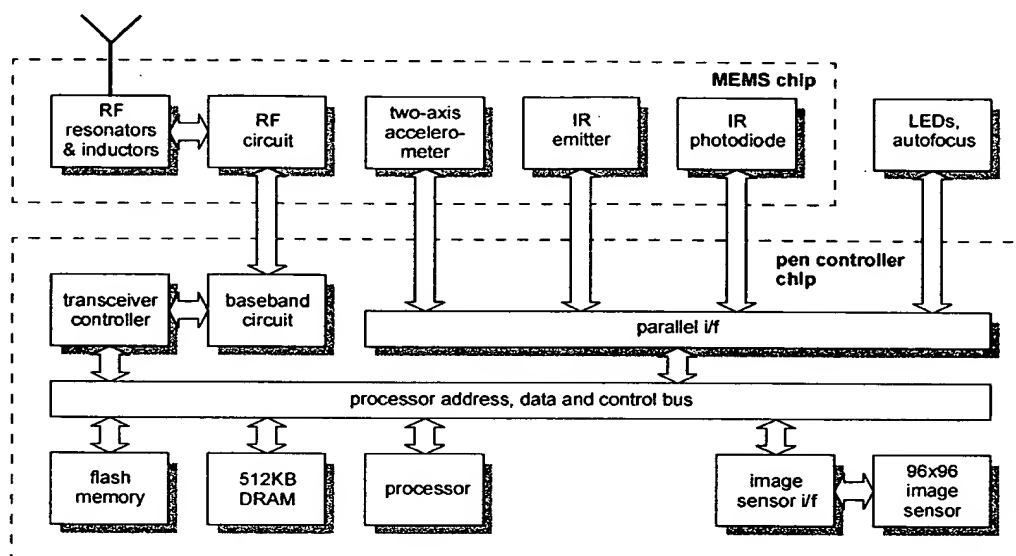 MEMS chip
RF
resonators
& inductors
RF
circuit
two-axis
accelero-
meter
IR
emitter
IR
photodiode
LEDs,
autofocus
pen controller
chip
transceiver
controller
baseband
circuit
parallel i/f
processor address, data and control bus
flash
memory
512KB
DRAM
processor
image
sensor i/f
96x96
image
sensor